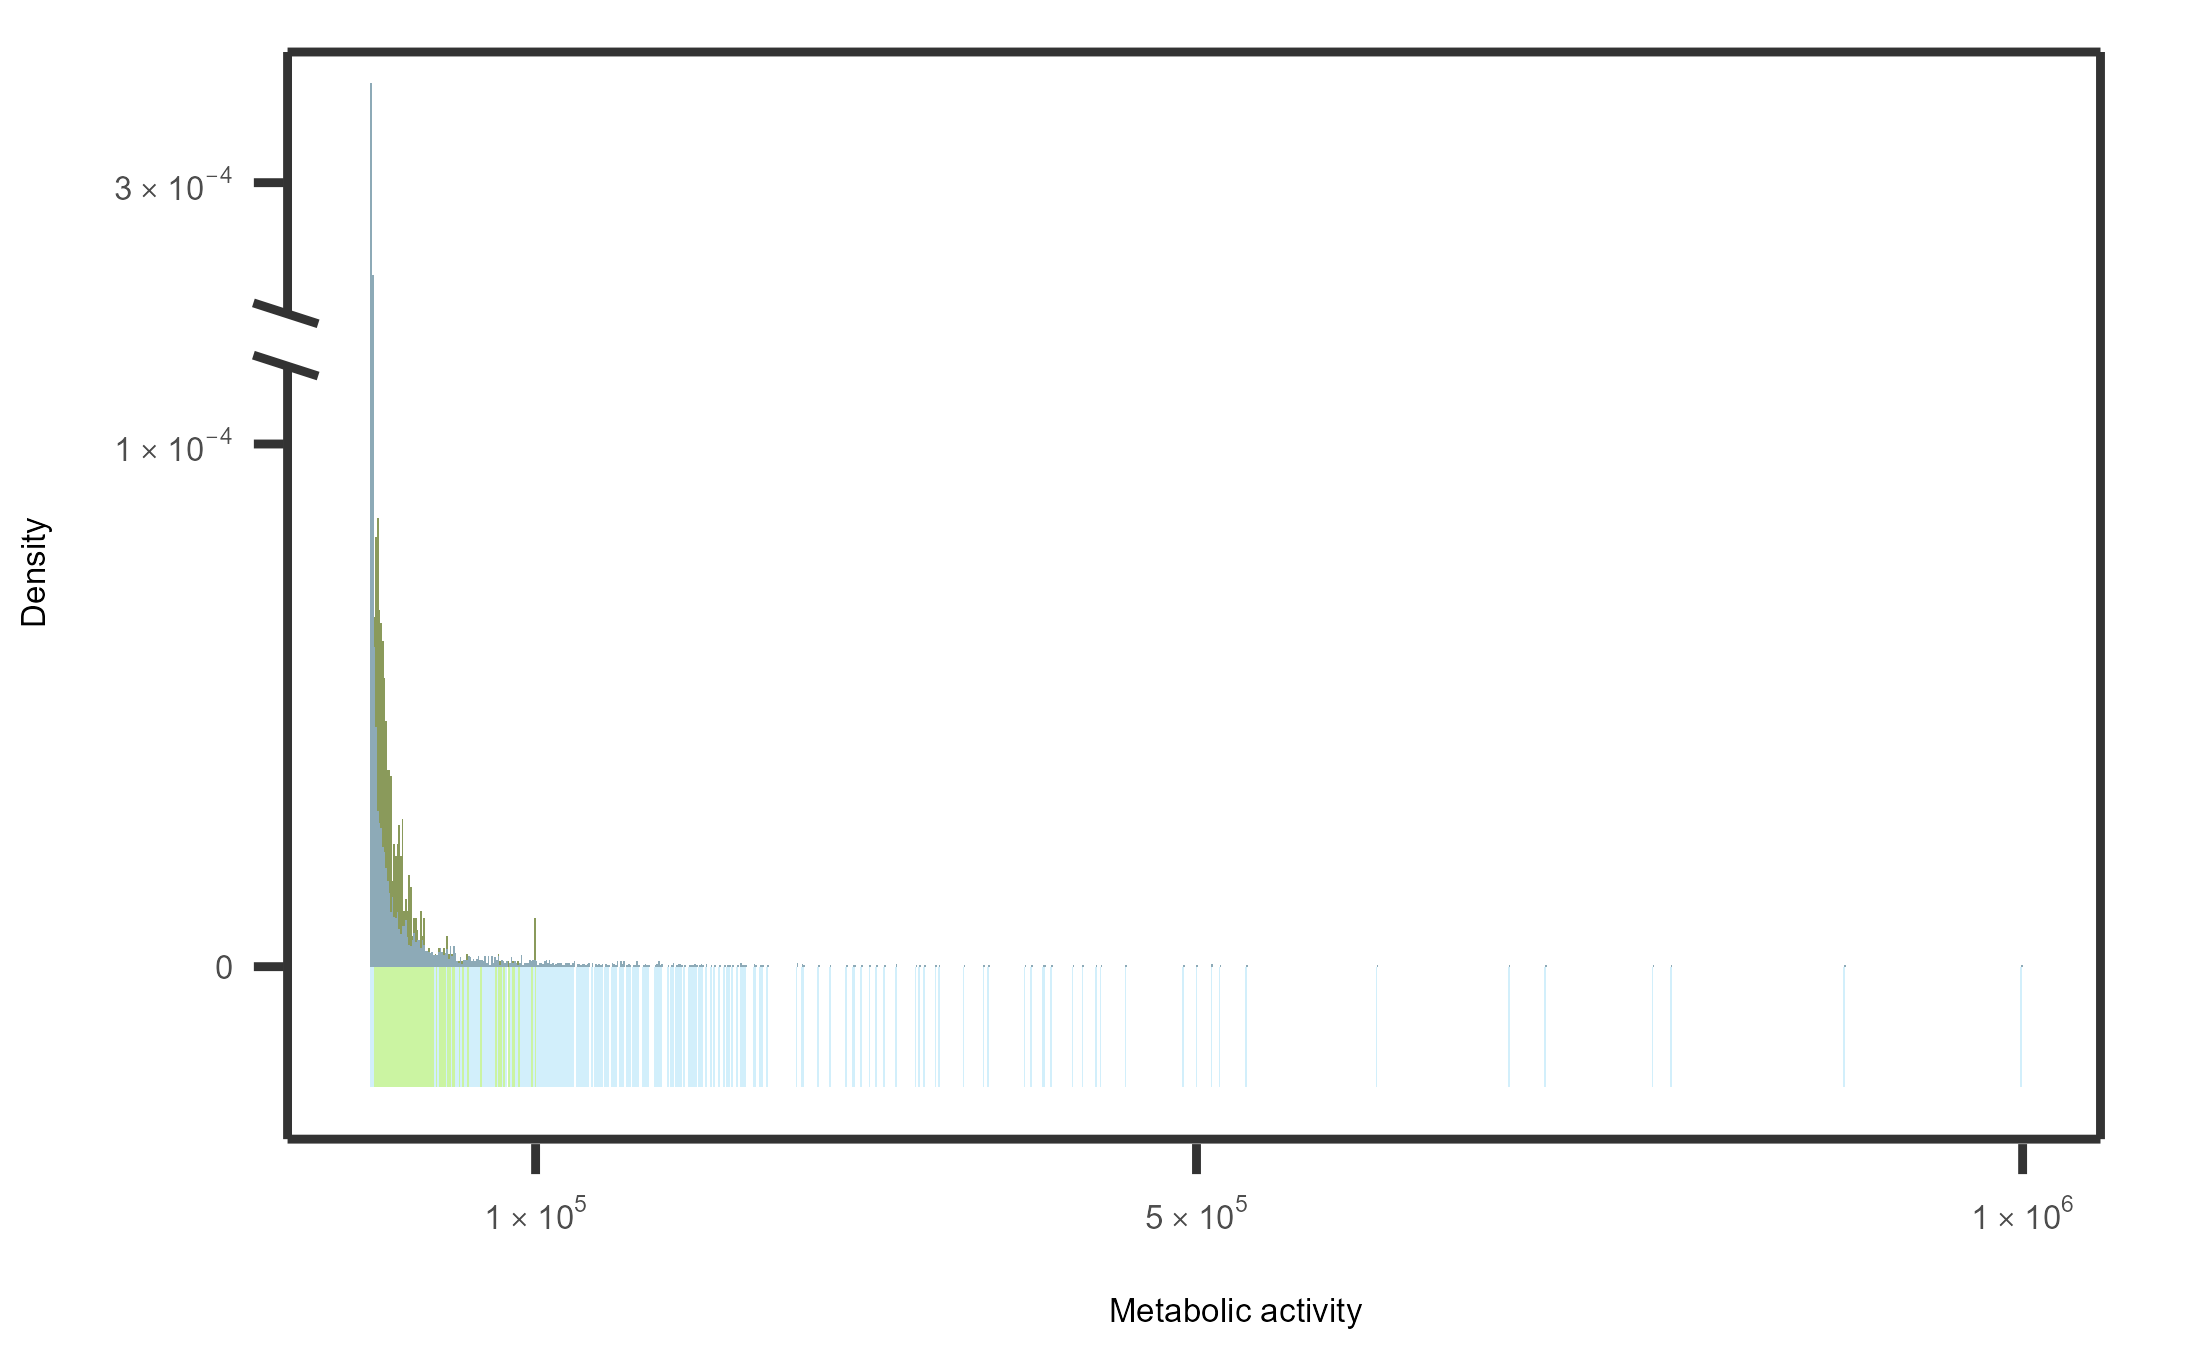 3 × 10⁻⁴
1 × 10⁻⁴
Density
0
1 × 10⁵
5 × 10⁵
1 × 10⁶
Metabolic activity